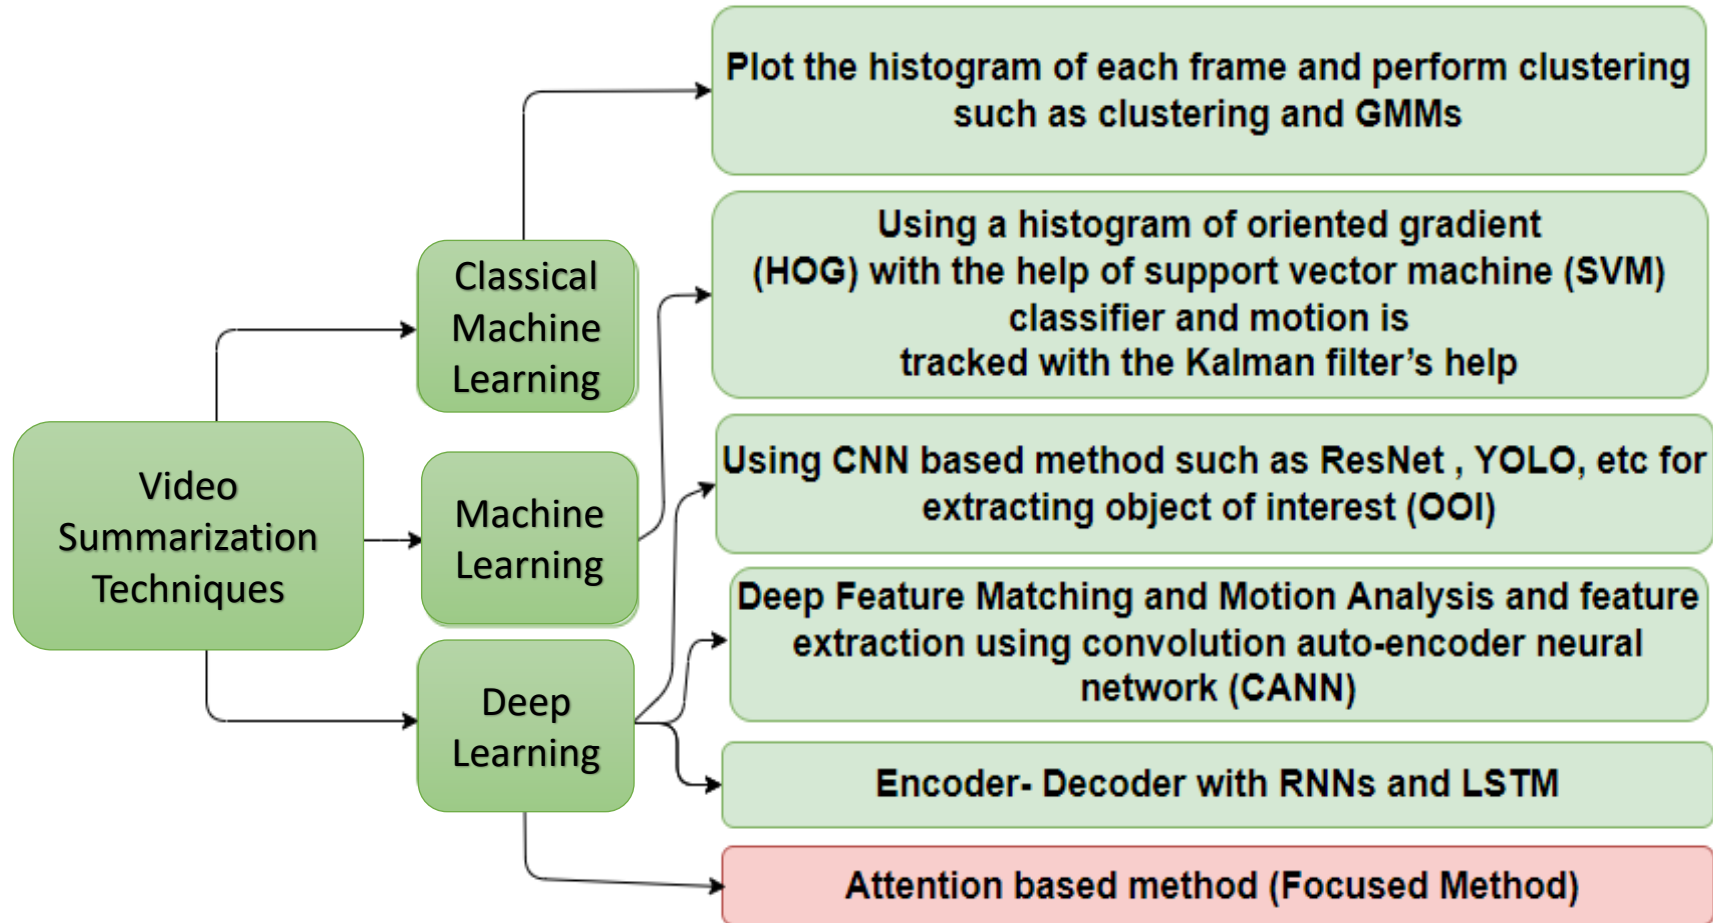 Plot the histogram of each frame and perform clustering
such as clustering and GMMs
Using a histogram of oriented gradient
(HOG) with the help of support vector machine (SVM)
classifier and motion is
tracked with the Kalman filter’s help
Classical
Machine
Learning
Video
Summarization
Techniques
Machine
Learning
Using CNN based method such as ResNet , YOLO, etc for
extracting object of interest (OOI)
Deep Feature Matching and Motion Analysis and feature
extraction using convolution auto-encoder neural
network (CANN)
Deep
Learning
Encoder- Decoder with RNNs and LSTM
Attention based method (Focused Method)